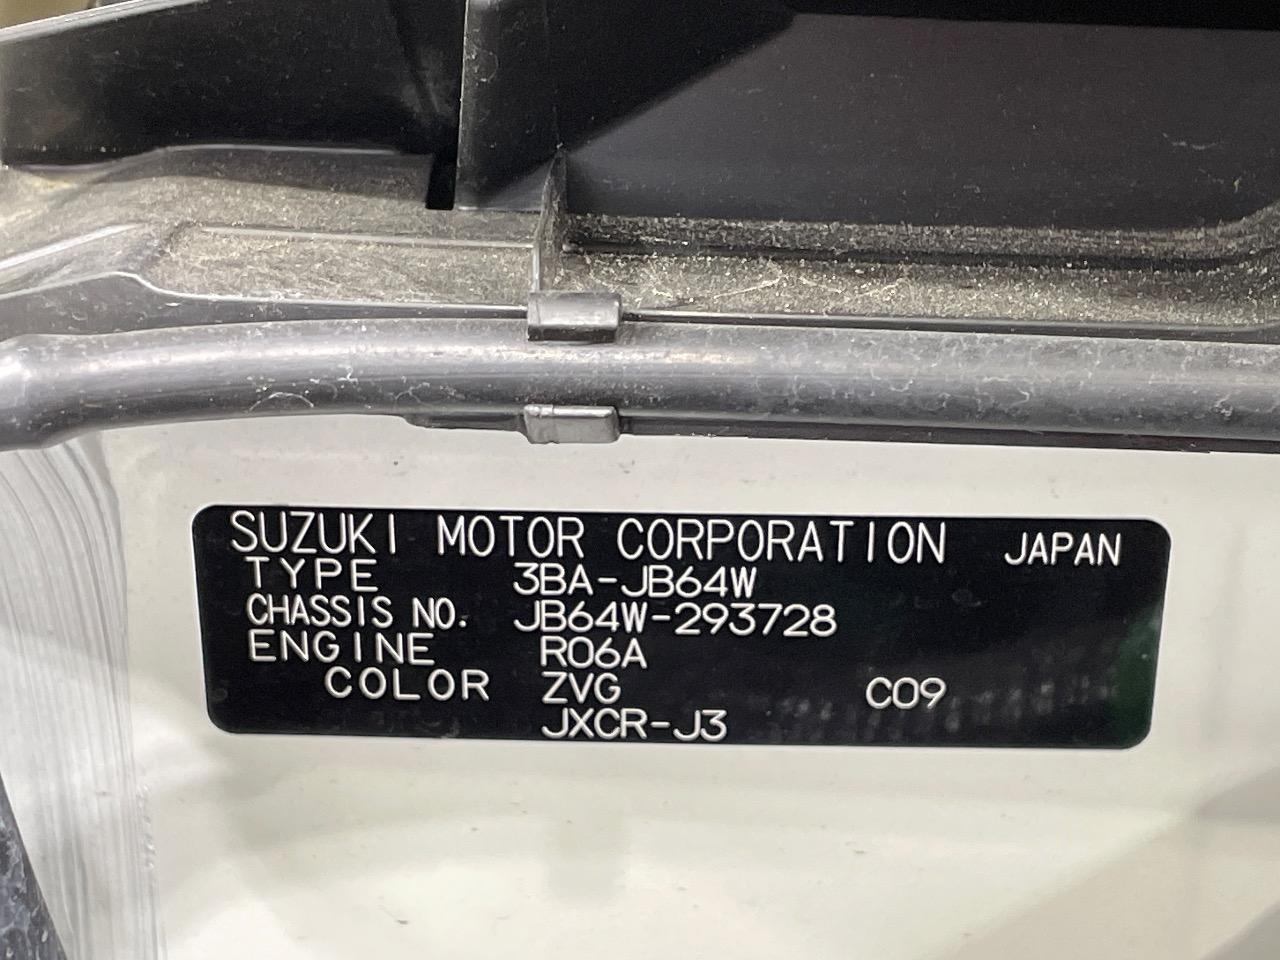 SUZUKI MOTOR CORPORATION JAPAN
TYPE 3BA-JB64W
CHASSIS NO. JB64W-293728
ENGINE R06A
COLOR ZVG C09
JXCR-J3